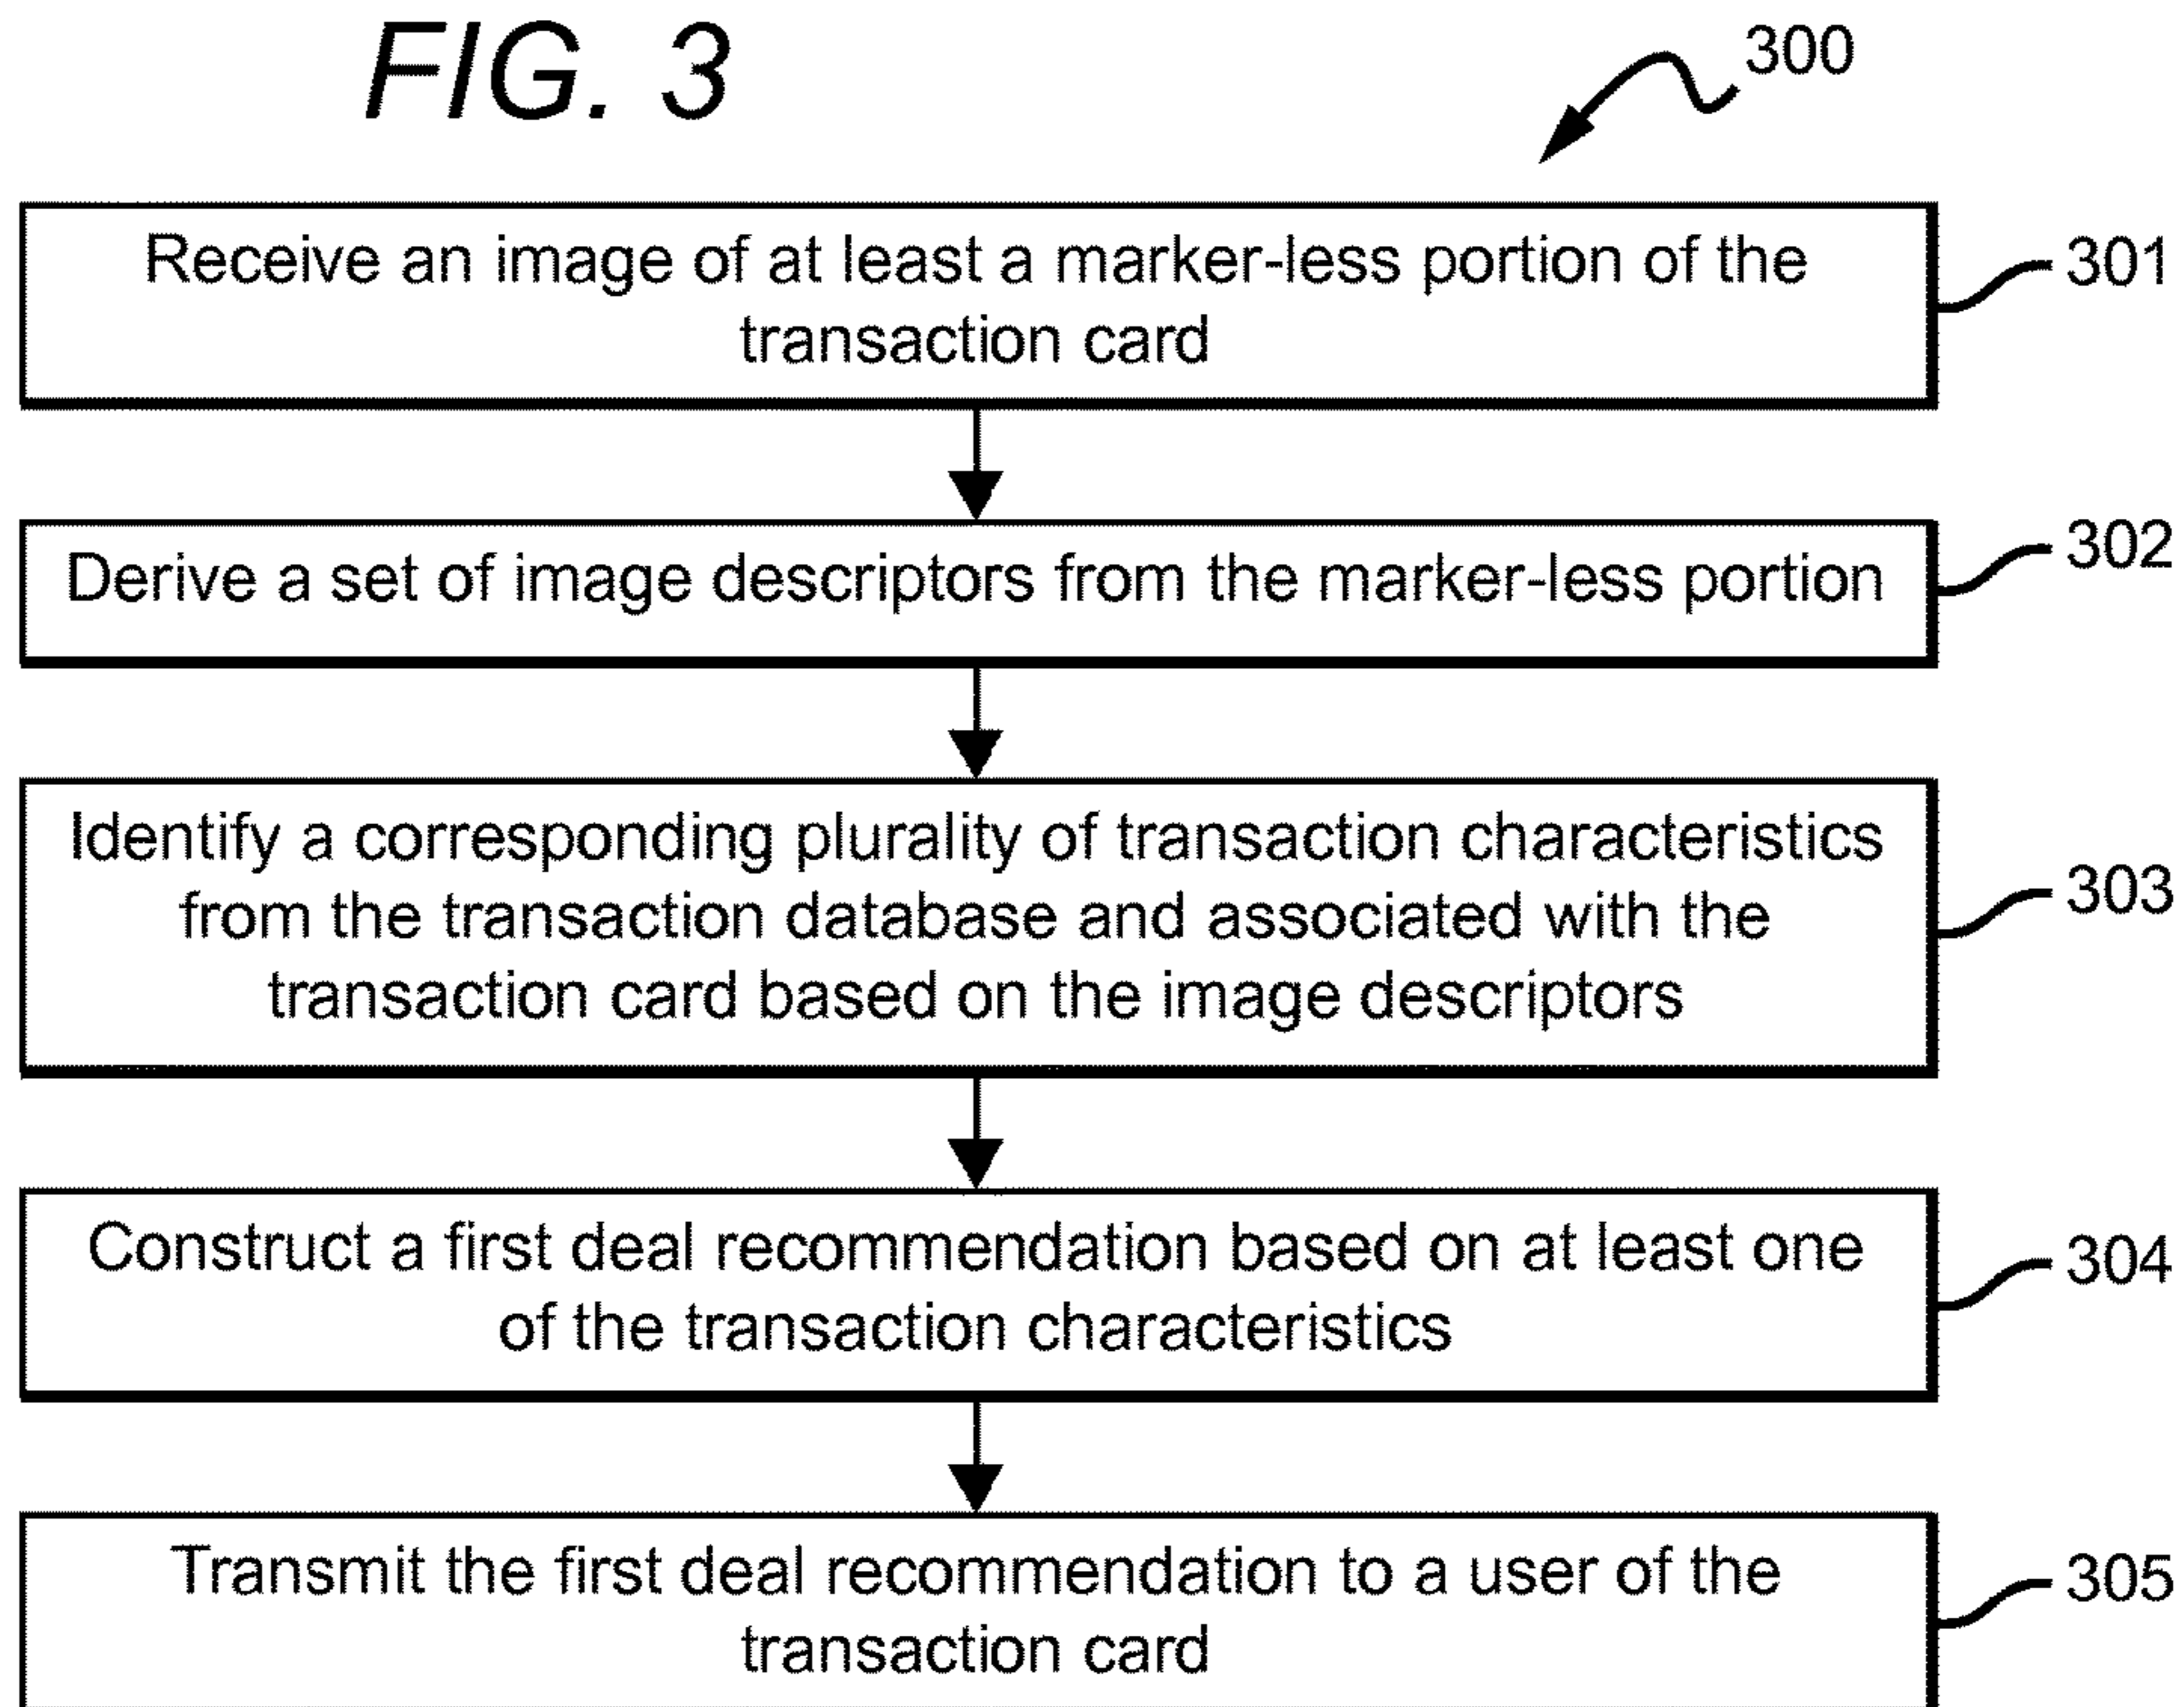 FIG. 3
300
Receive an image of at least a marker-less portion of the
transaction card
301
Derive a set of image descriptors from the marker-less portion
302
Identify a corresponding plurality of transaction characteristics
from the transaction database and associated with the
transaction card based on the image descriptors
303
Construct a first deal recommendation based on at least one
of the transaction characteristics
304
Transmit the first deal recommendation to a user of the
transaction card
305